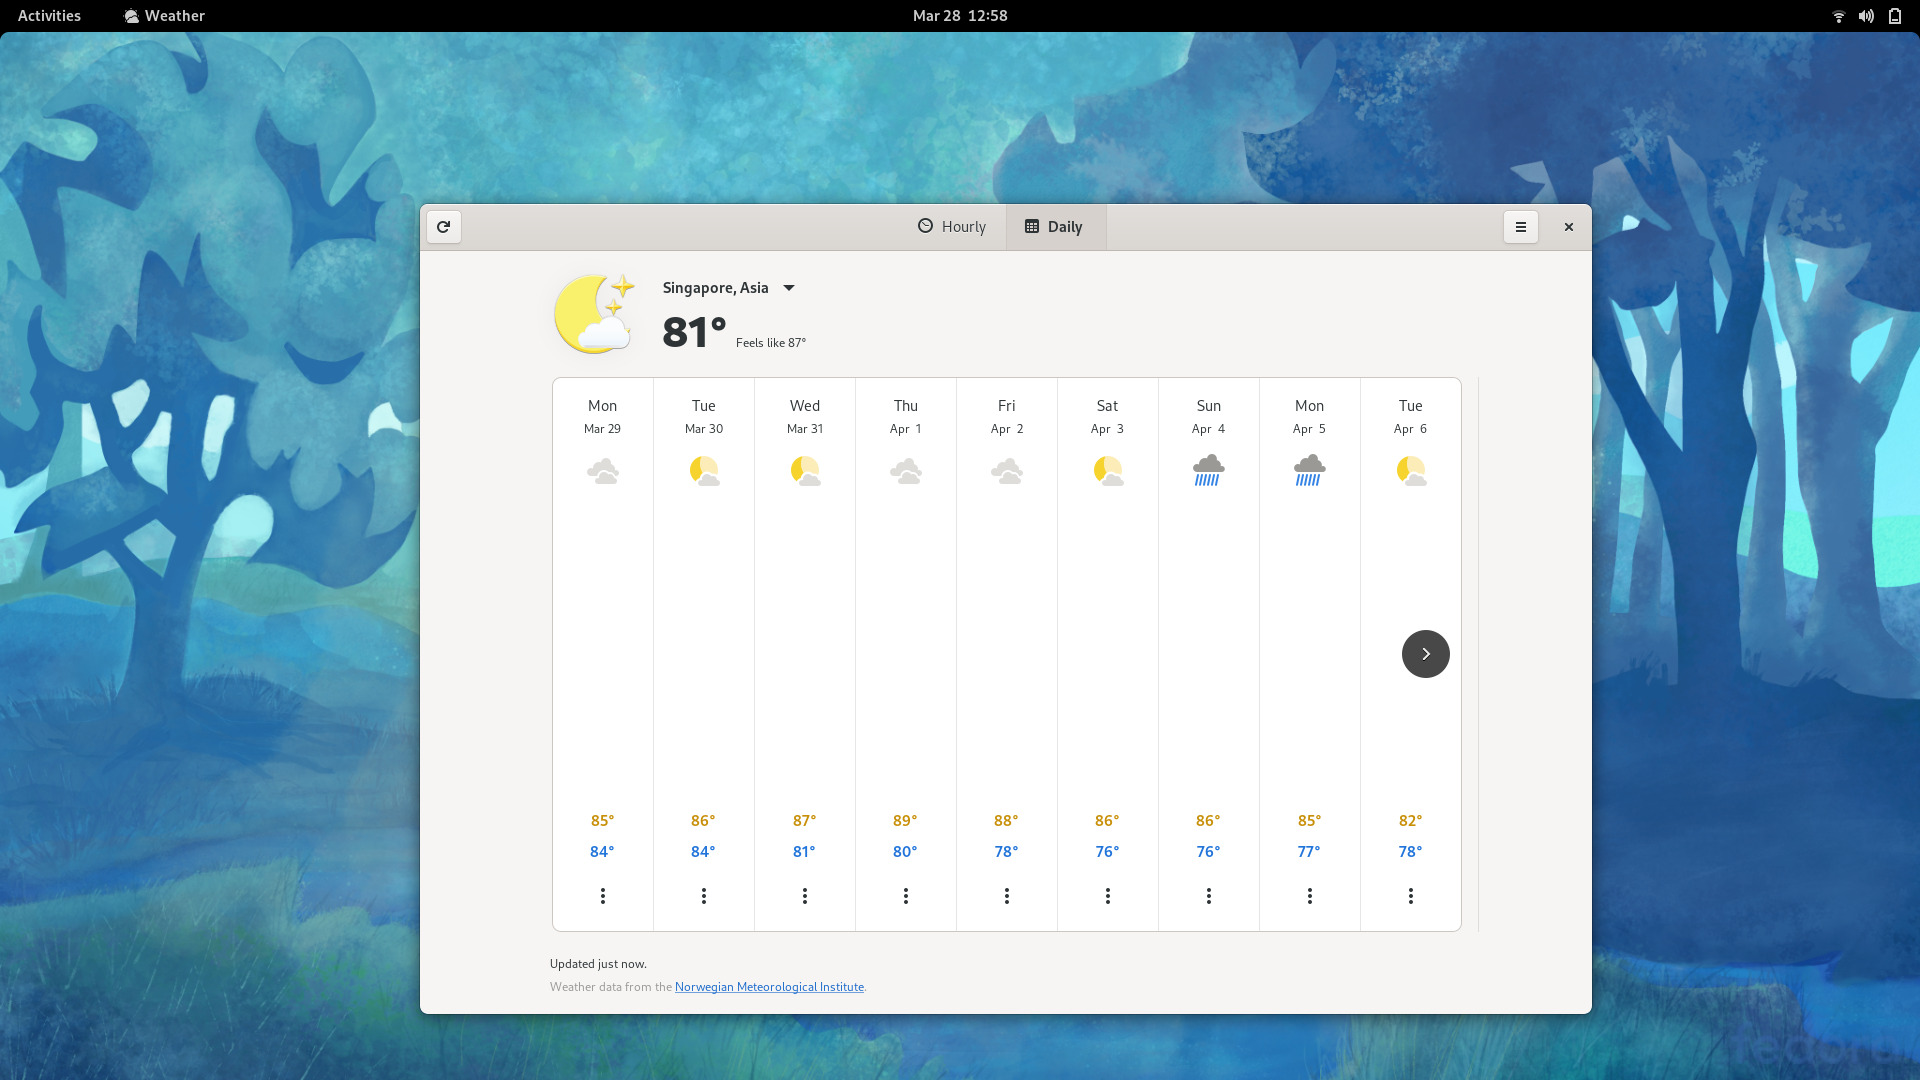 Activities Weather Mar 28 12:58
Hourly Daily
Singapore, Asia
81° Feels like 87°
Mon Tue Wed Thu Fri Sat Sun Mon Tue
Mar 29 Mar 30 Mar 31 Apr 1 Apr 2 Apr 3 Apr 4 Apr 5 Apr 6
85° 86° 87° 89° 88° 86° 86° 85° 82°
84° 84° 81° 80° 78° 76° 76° 77° 78°
Updated just now.
Weather data from the Norwegian Meteorological Institute.
fedora